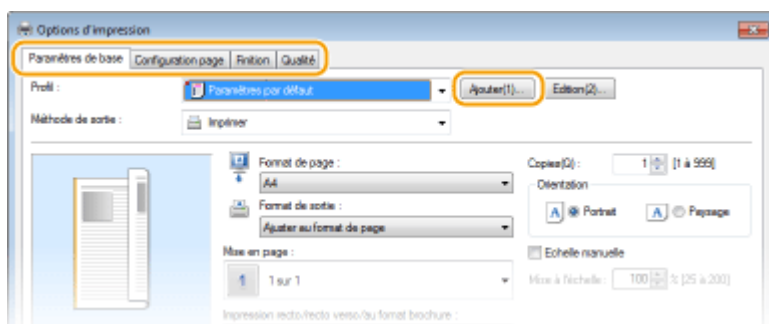 Options d'impression
Paramètres de base Configuration page Finition Qualité
Profil : Paramètres par défaut Ajouter(1)... Edition(2)...
Méthode de sortie : Imprimer
Format de page : Copies(Q) : 1 [1 à 999]
A4 Orientation
Format de sortie : A Portrait A Paysage
Ajuster au format de page
Mise en page : Echelle manuelle
1 1 sur 1 Mise à l'échelle : 100 % [25 à 200]
Impression recto/recto verso/au format brochure :